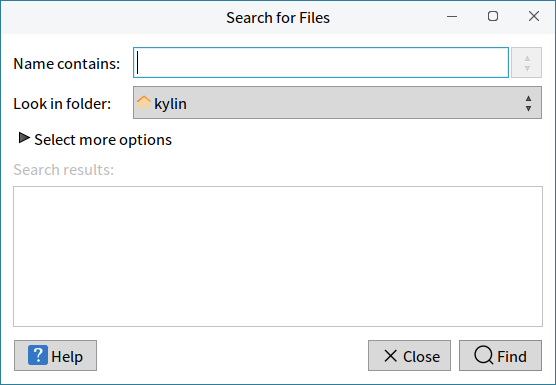 Search for Files
Name contains:
Look in folder: kylin
Select more options
Search results:
Help Close Find